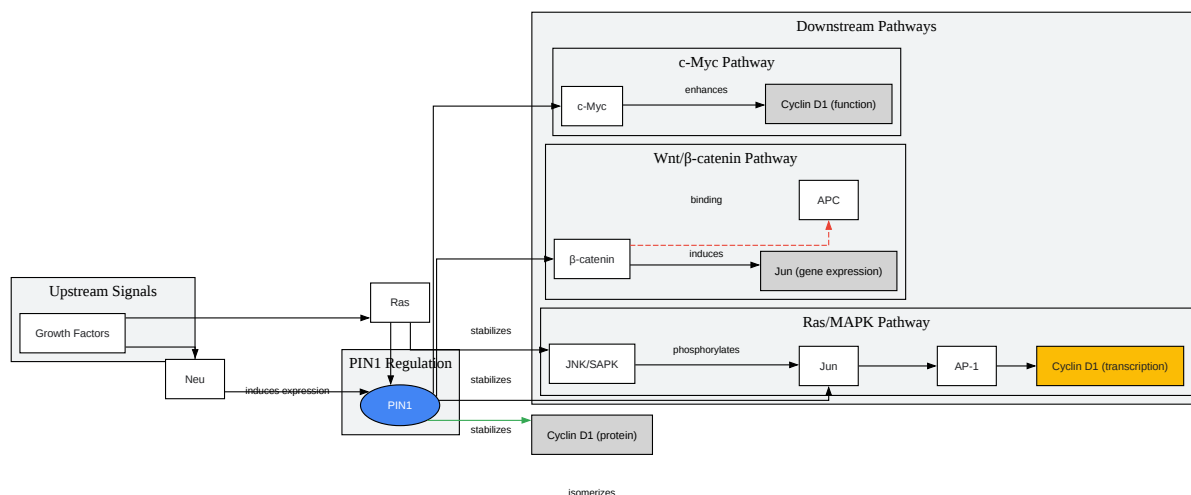 Downstream Pathways
c-Myc Pathway
enhances
c-Myc
Cyclin D1 (function)
Wnt/β-catenin Pathway
binding
APC
β-catenin
induces
Jun (gene expression)
Upstream Signals
Growth Factors
Ras
Neu
induces expression
PIN1 Regulation
PIN1
stabilizes
stabilizes
stabilizes
Ras/MAPK Pathway
JNK/SAPK
phosphorylates
Jun
AP-1
Cyclin D1 (transcription)
Cyclin D1 (protein)
isomerizes